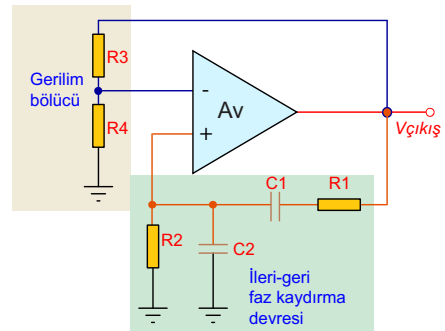 R3
Gerilim
bölücü
R4
-
+
Av
Vçıkış
C1
R1
R2
C2
İleri-geri
faz kaydırma
devresi